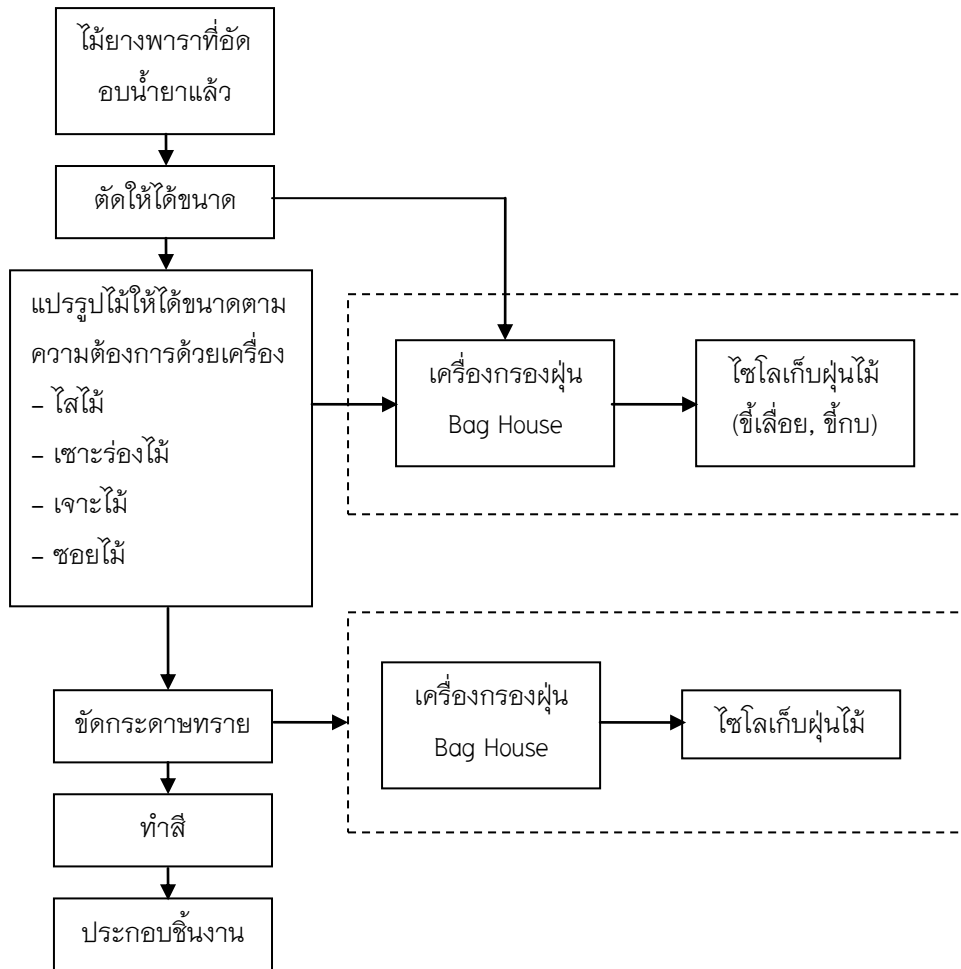 ไม้ยางพาราที่อัด
อบน้ำยาแล้ว
ตัดให้ได้ขนาด
แปรรูปไม้ให้ได้ขนาดตาม
ความต้องการด้วยเครื่อง
– ไสไม้
– เซาะร่องไม้
– เจาะไม้
– ซอยไม้
เครื่องกรองฝุ่น
Bag House
ไซโลเก็บฝุ่นไม้
(ขี้เลื่อย, ขี้กบ)
ขัดกระดาษทราย
เครื่องกรองฝุ่น
Bag House
ไซโลเก็บฝุ่นไม้
ทำสี
ประกอบชิ้นงาน